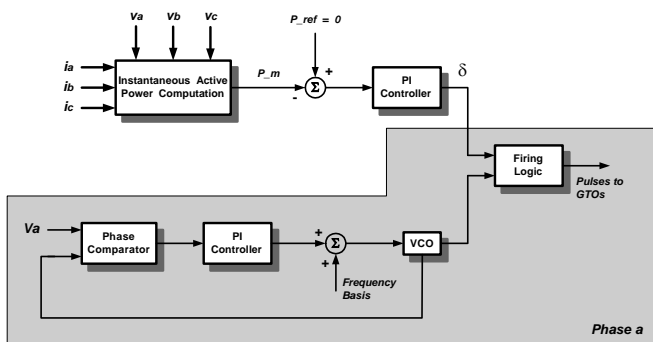 va vb vc
P_ref = 0
ia
ib
ic
Instantaneous Active
Power Computation
P_m
+
-
Σ
PI
Controller
δ
Firing
Logic
Pulses to
GTOs
Va
Phase
Comparator
PI
Controller
+
+
Σ
Frequency
Basis
VCO
Phase a